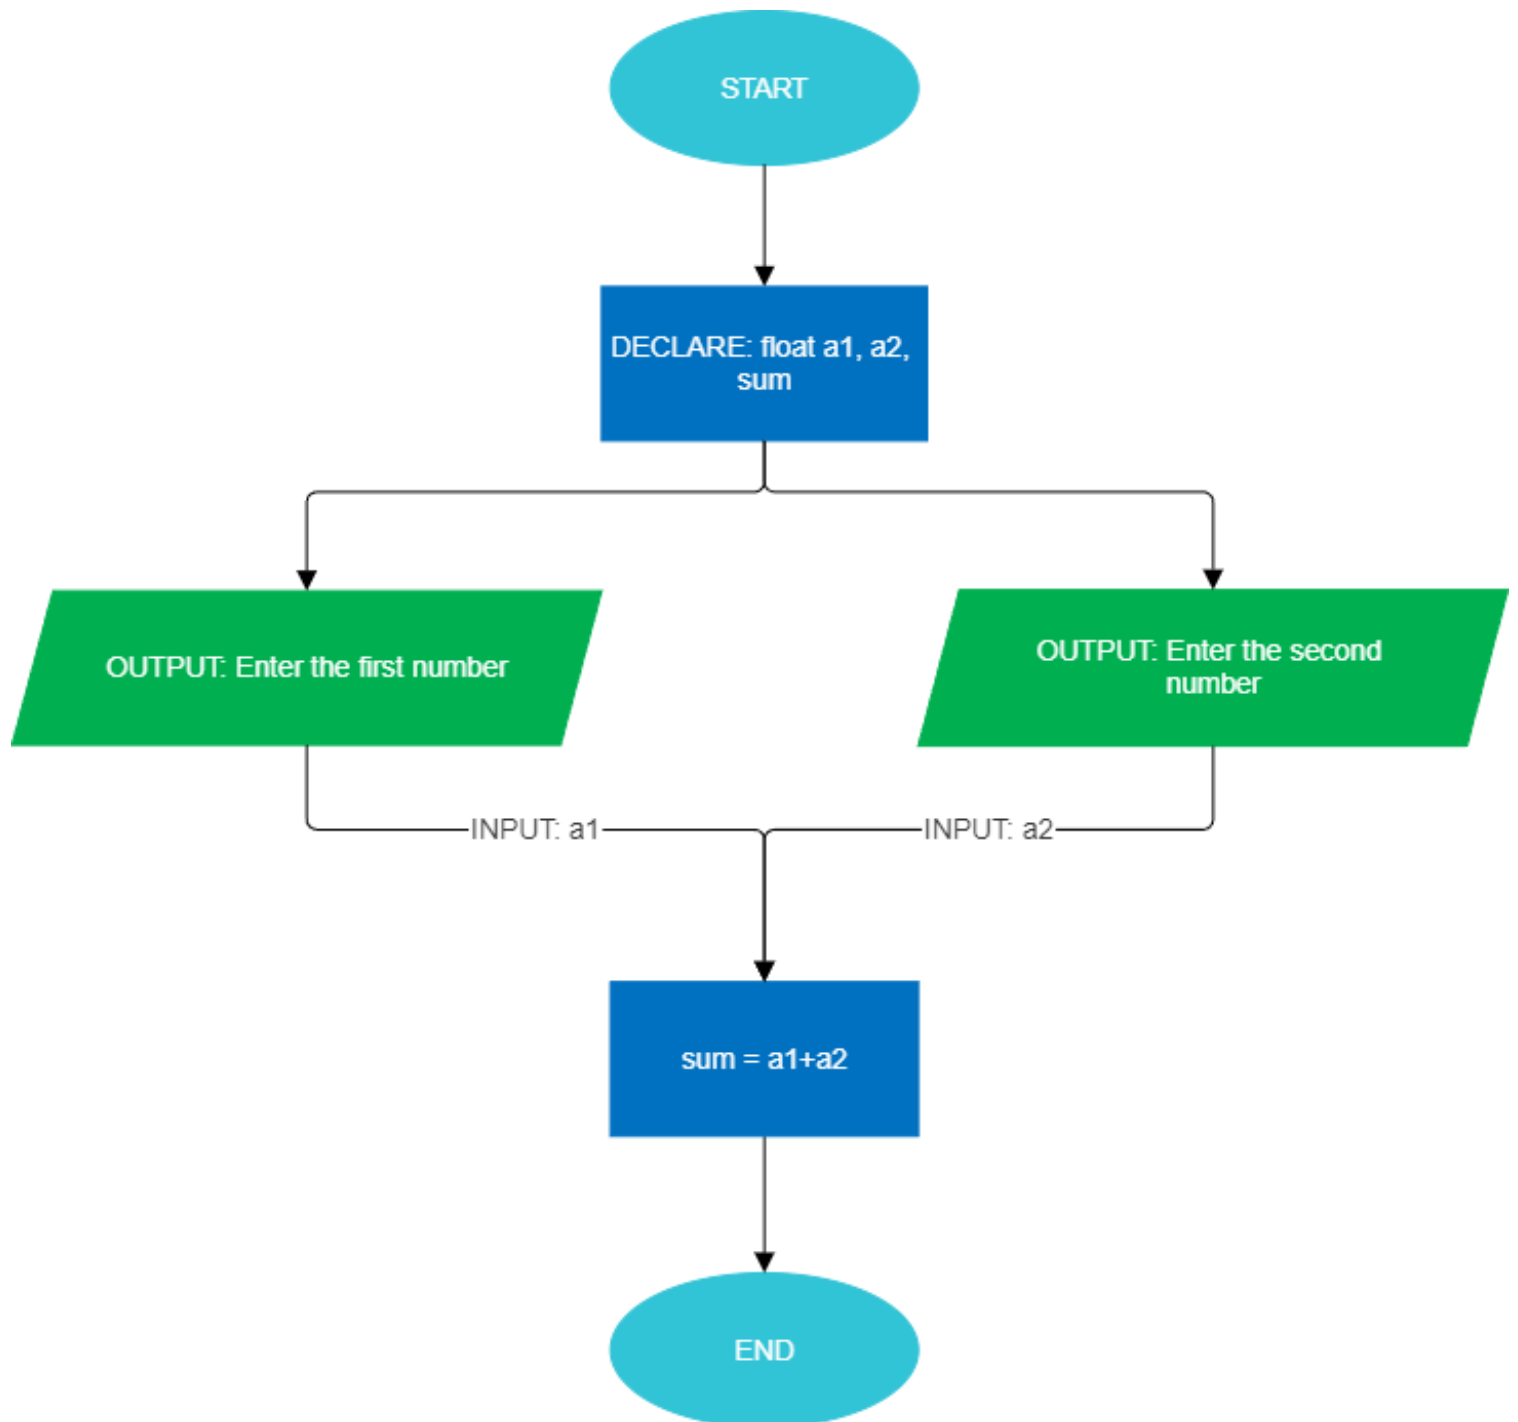 START
DECLARE: float a1, a2,
sum
OUTPUT: Enter the first number
OUTPUT: Enter the second
number
INPUT: a1
INPUT: a2
sum = a1+a2
END